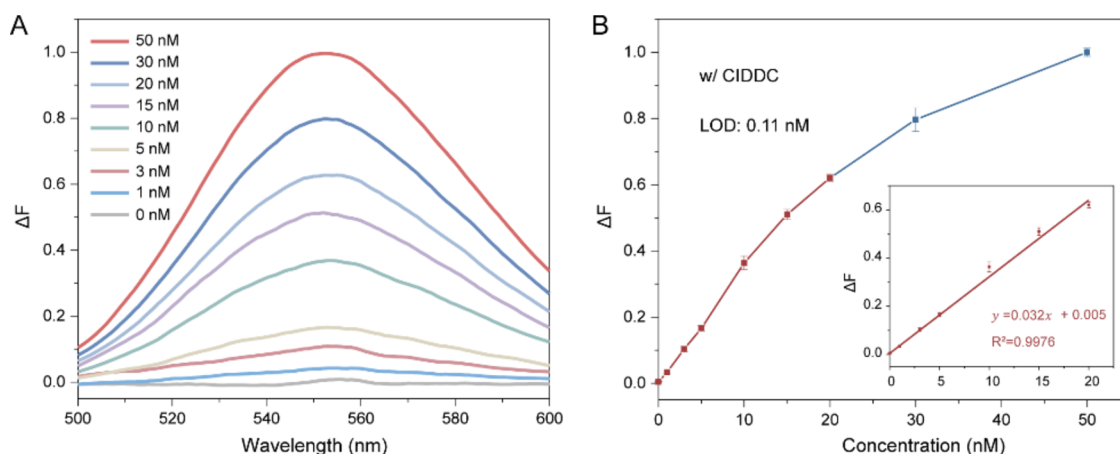 A
50 nM
30 nM
20 nM
15 nM
10 nM
5 nM
3 nM
1 nM
0 nM
1.0
0.8
0.6
0.4
0.2
0.0
ΔF
500
520
540
560
580
600
Wavelength (nm)
B
w/ CIDDC
LOD: 0.11 nM
1.0
0.8
0.6
0.4
0.2
0.0
ΔF
0
10
20
30
40
50
Concentration (nM)
0.6
0.4
0.2
0.0
ΔF
y=0.032x + 0.005
R²=0.9976
0
5
10
15
20